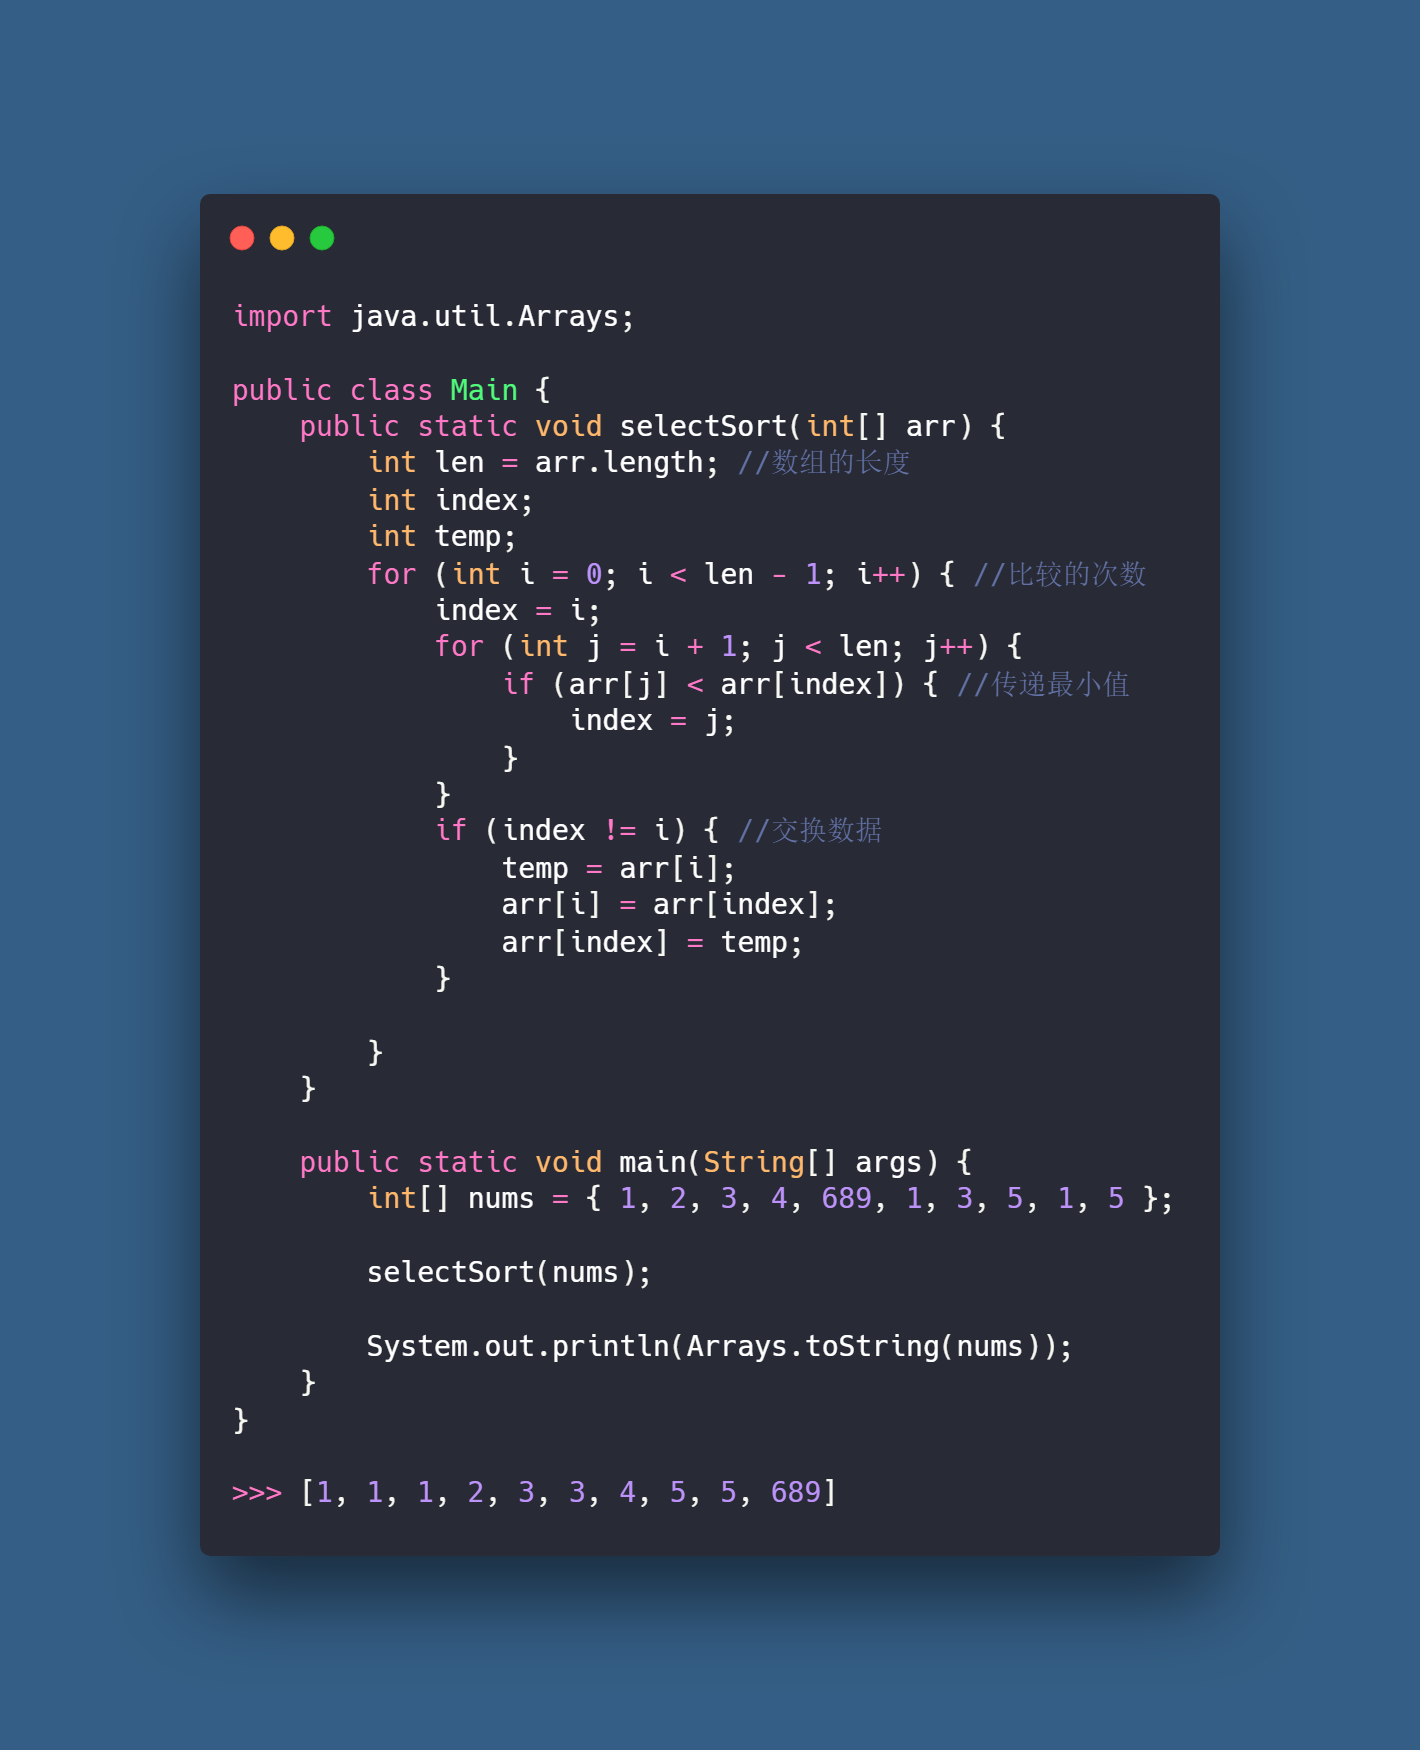 import java.util.Arrays;
public class Main {
    public static void selectSort(int[] arr) {
        int len = arr.length; //数组的长度
        int index;
        int temp;
        for (int i = 0; i < len - 1; i++) { //比较的次数
            index = i;
            for (int j = i + 1; j < len; j++) {
                if (arr[j] < arr[index]) { //传递最小值
                    index = j;
                }
            }
            if (index != i) { //交换数据
                temp = arr[i];
                arr[i] = arr[index];
                arr[index] = temp;
            }
        }
    }
    public static void main(String[] args) {
        int[] nums = { 1, 2, 3, 4, 689, 1, 3, 5, 1, 5 };
        selectSort(nums);
        System.out.println(Arrays.toString(nums));
    }
}
>>> [1, 1, 1, 2, 3, 3, 4, 5, 5, 689]